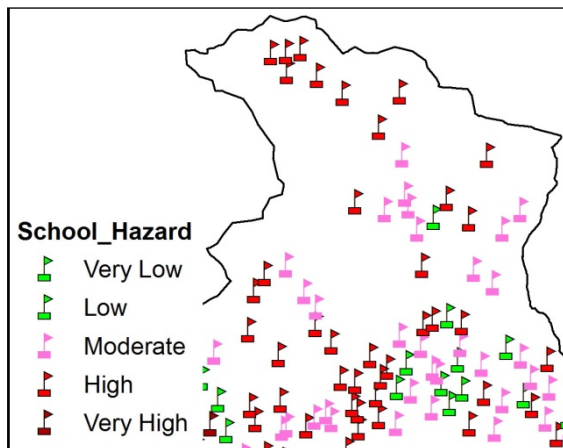 School_Hazard
Very Low
Low
Moderate
High
Very High